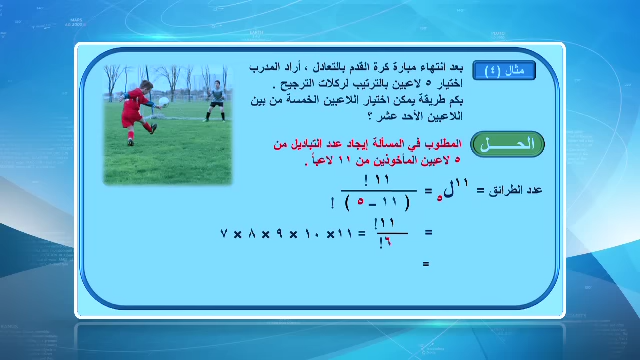 مثال (٤)
بعد انتهاء مبارة كرة القدم بالتعادل ، أراد المدرب
اختيار ٥ لاعبين بالترتيب لركلات الترجيح .
بكم طريقة يمكن اختيار اللاعبين الخمسة من بين
اللاعبين الأحد عشر ؟
الحـــل
المطلوب في المسألة إيجاد عدد التباديل من
٥ لاعبين المأخوذين من ١١ لاعباً .
عدد الطرائق = ١١ل٥ = ١١ ! / ( ١١ – ٥ ) !
= ١١! / ٦! = ١١ × ١٠ × ٩ × ٨ × ٧
=